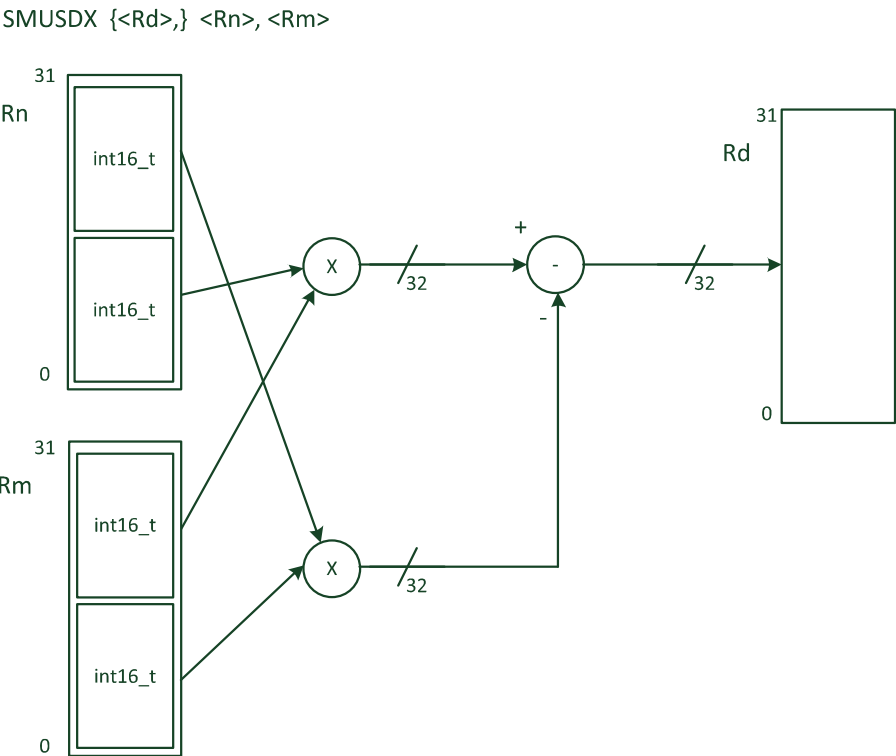 SMUSDX {<Rd>,} <Rn>, <Rm>
31
Rn
int16_t
int16_t
0
31
Rm
int16_t
int16_t
0
X
32
X
32
+
-
-
32
31
Rd
0